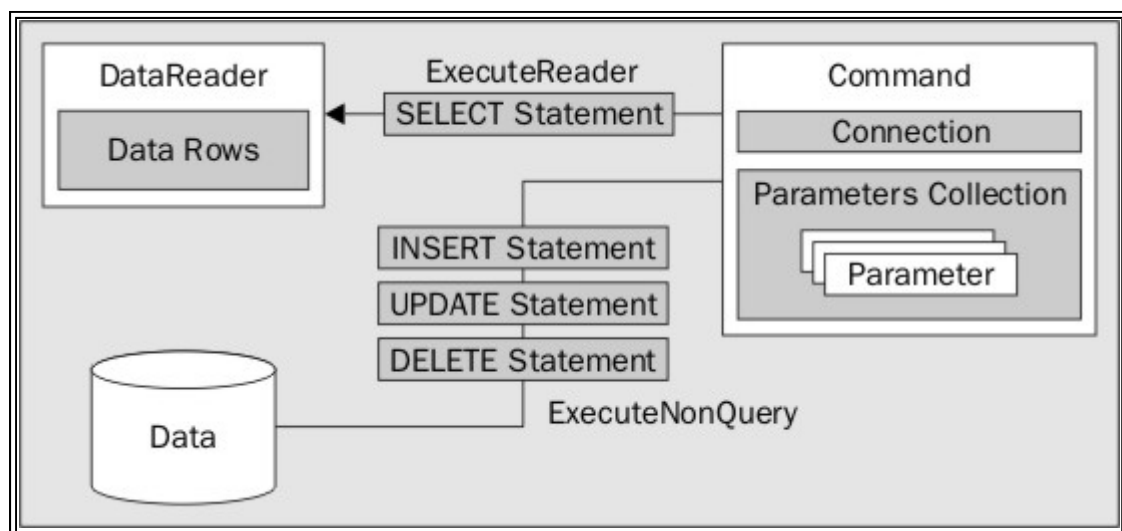 DataReader
Data Rows
ExecuteReader
SELECT Statement
Command
Connection
Parameters Collection
Parameter
INSERT Statement
UPDATE Statement
DELETE Statement
ExecuteNonQuery
Data